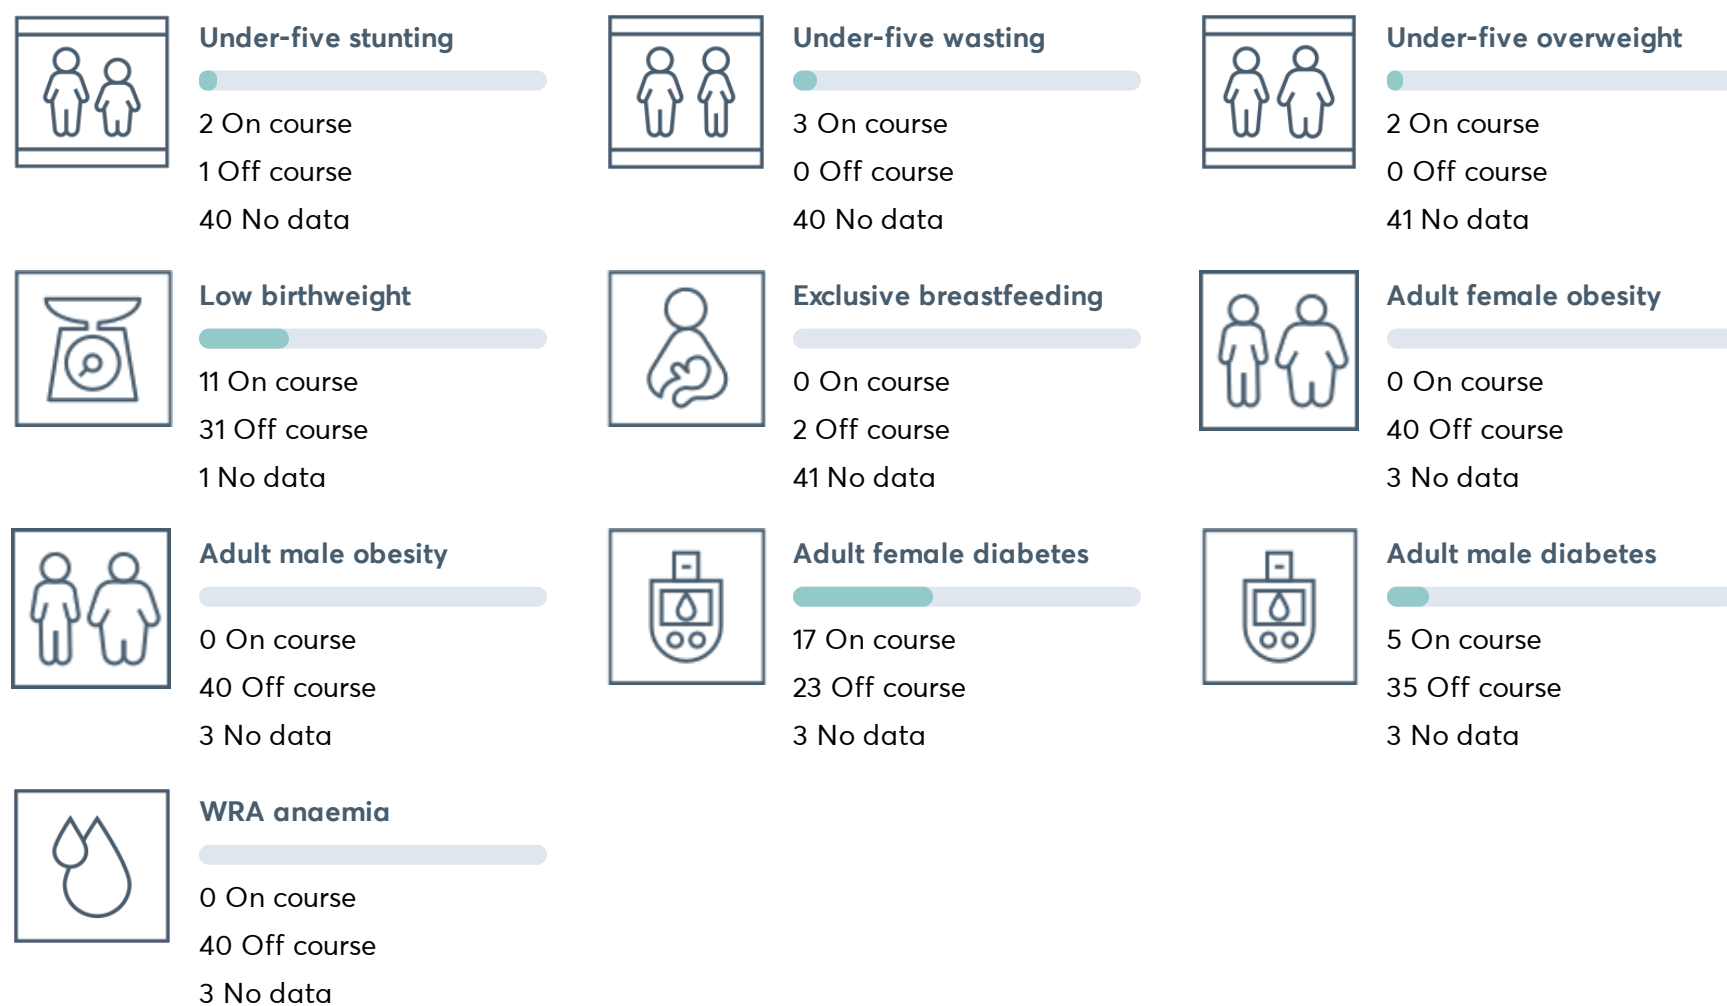 Under-five stunting
2 On course
1 Off course
40 No data
Under-five wasting
3 On course
0 Off course
40 No data
Under-five overweight
2 On course
0 Off course
41 No data
Low birthweight
11 On course
31 Off course
1 No data
Exclusive breastfeeding
0 On course
2 Off course
41 No data
Adult female obesity
0 On course
40 Off course
3 No data
Adult male obesity
0 On course
40 Off course
3 No data
Adult female diabetes
17 On course
23 Off course
3 No data
Adult male diabetes
5 On course
35 Off course
3 No data
WRA anaemia
0 On course
40 Off course
3 No data